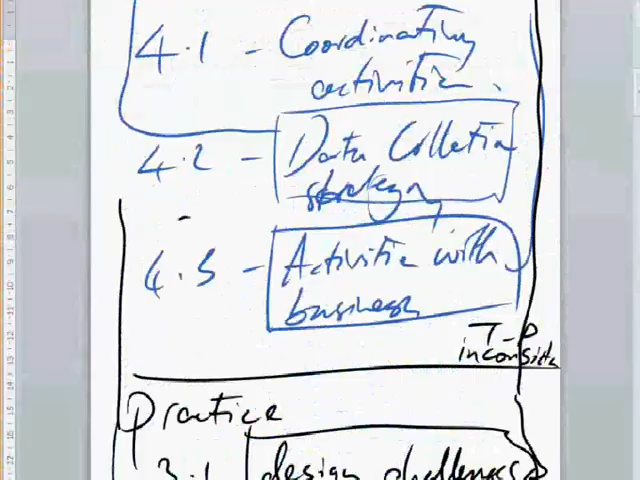 4.1 - Coordinating
activities.
4.2 - Data Collection
strategy
4.3 - Activities with
business
T-P
Practice
3.1 design challenges